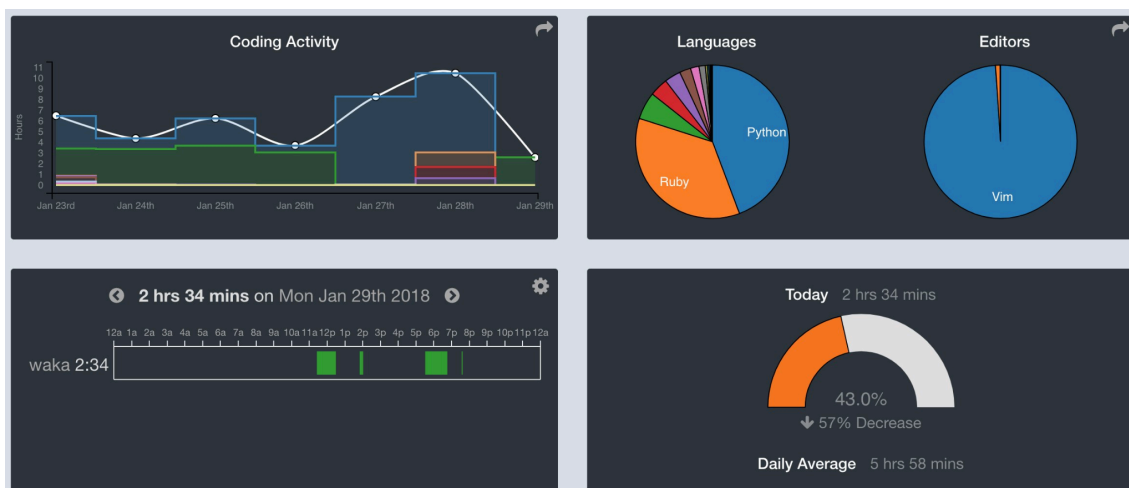 Coding Activity
Hours
11
10
9
8
7
6
5
4
3
2
1
0
Jan 23rd Jan 24th Jan 25th Jan 26th Jan 27th Jan 28th Jan 29th
Languages
Python
Ruby
Editors
Vim
2 hrs 34 mins on Mon Jan 29th 2018
12a 1a 2a 3a 4a 5a 6a 7a 8a 9a 10a 11a 12p 1p 2p 3p 4p 5p 6p 7p 8p 9p 10p 11p 12a
waka 2:34
Today 2 hrs 34 mins
43.0%
57% Decrease
Daily Average 5 hrs 58 mins